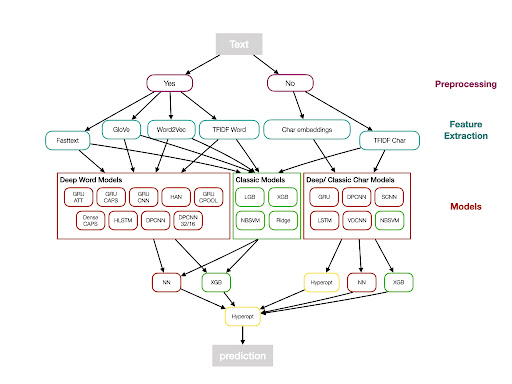 Text
Yes
No
Preprocessing
Fasttext
GloVe
Word2Vec
TFIDF Word
Char embeddings
TFIDF Char
Feature
Extraction
Deep Word Models
GRU
ATT
GRU
CAPS
GRU
CNN
HAN
GRU
CPOOL
Dense
CAPS
HLSTM
DPCNN
DPCNN
32/16
Classic Models
LGB
XGB
NBSVM
Ridge
Deep/ Classic Char Models
GRU
DPCNN
SCNN
LSTM
VDCNN
NBSVM
Models
NN
XGB
Hyperopt
NN
XGB
Hyperopt
prediction